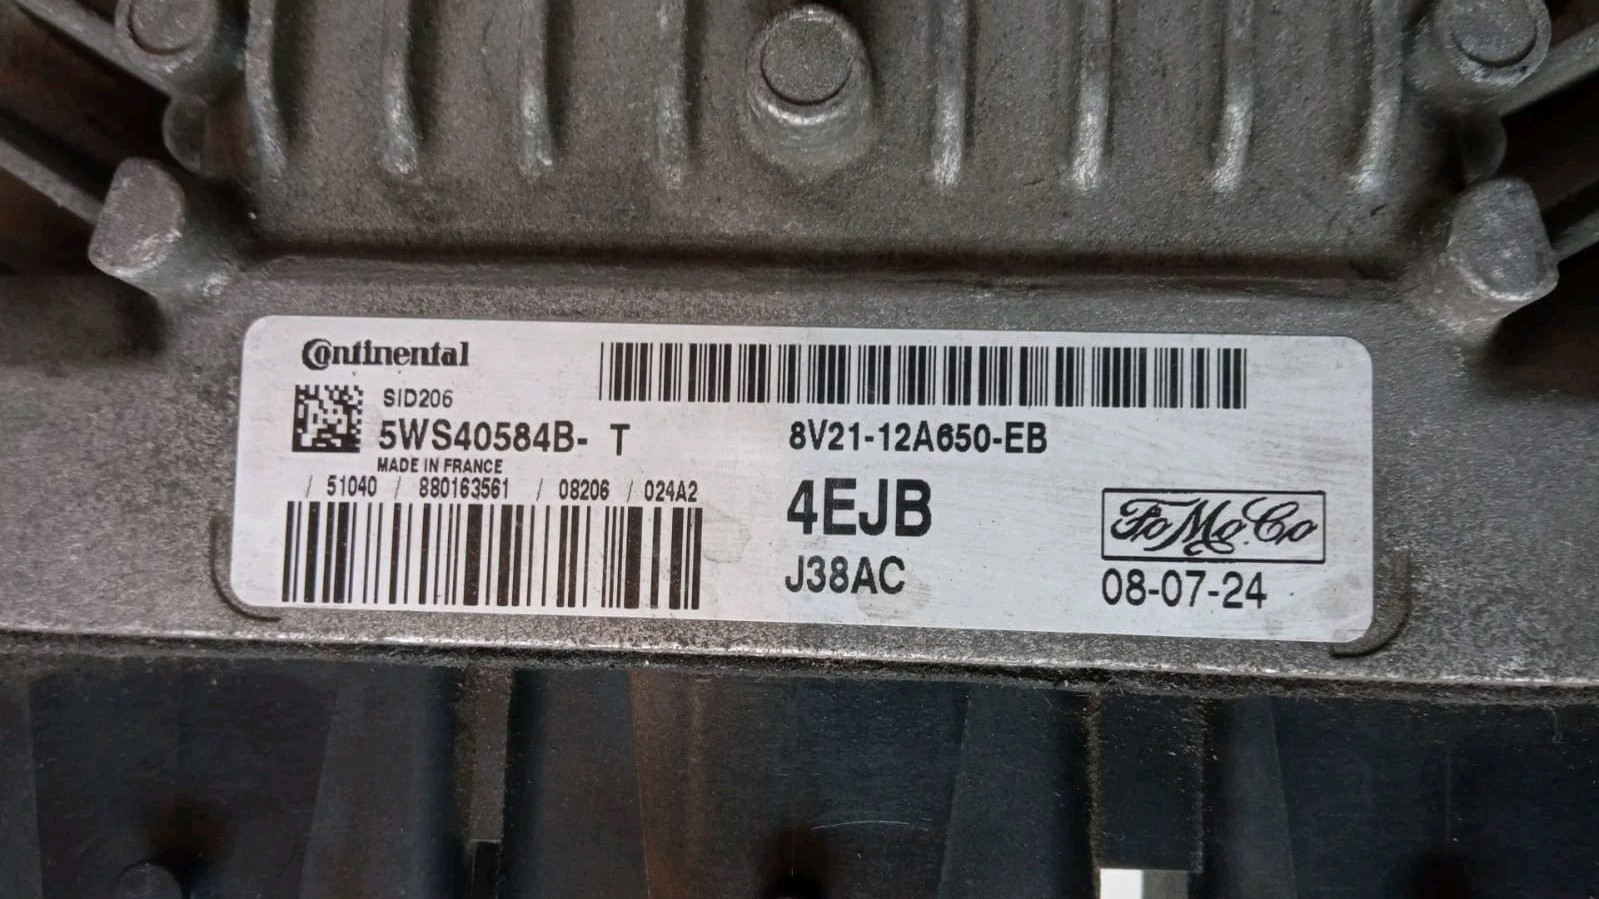 Continental
SID206
5WS40584B- T
MADE IN FRANCE
/ 51040 / 880163561 / 08206 / 024A2
8V21-12A650-EB
4EJB
J38AC
FoMoCo
08-07-24